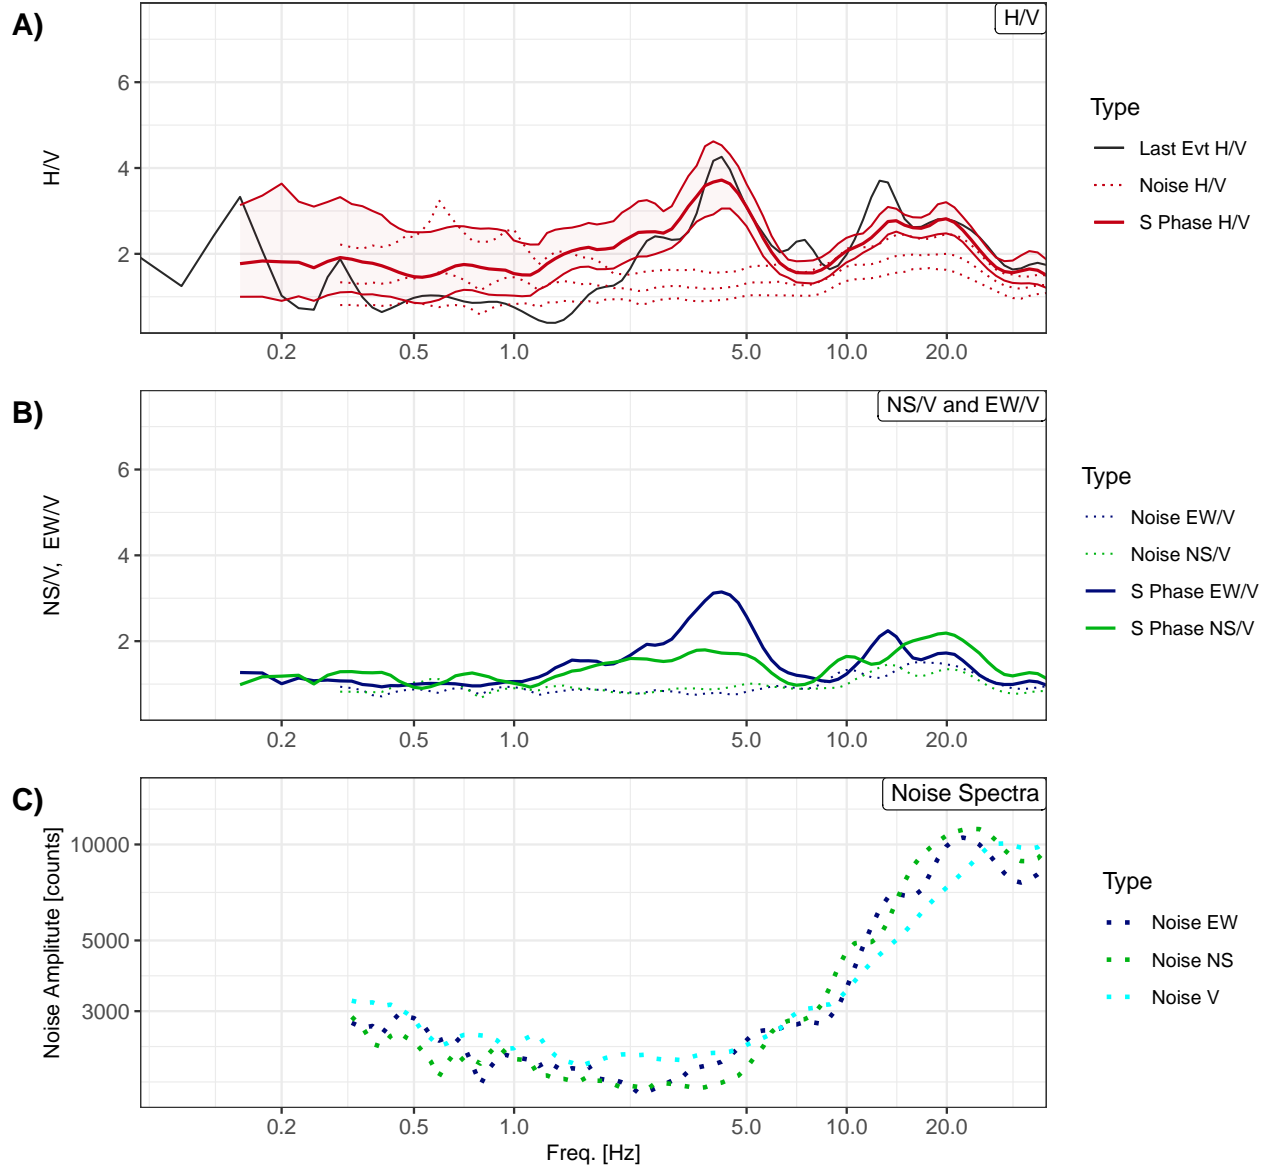 A)
H/V
6
4
2
H/V
0.2 0.5 1.0 5.0 10.0 20.0
Type
Last Evt H/V
Noise H/V
S Phase H/V
B)
NS/V and EW/V
6
4
2
NS/V, EW/V
0.2 0.5 1.0 5.0 10.0 20.0
Type
Noise EW/V
Noise NS/V
S Phase EW/V
S Phase NS/V
C)
Noise Spectra
10000
5000
3000
Noise Amplitute [counts]
0.2 0.5 1.0 5.0 10.0 20.0
Freq. [Hz]
Type
Noise EW
Noise NS
Noise V